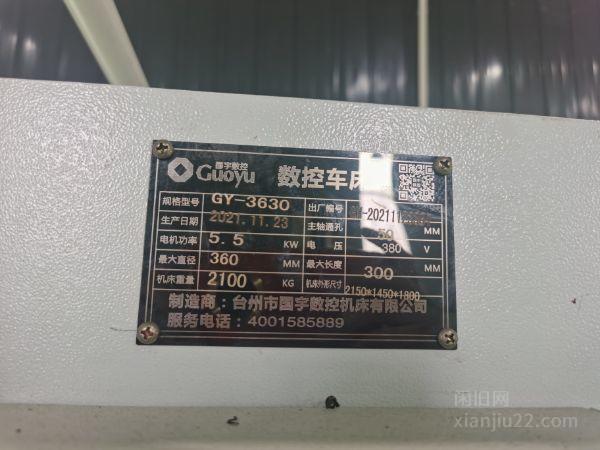 国宇数控
Guoyu 数控车床
规格型号 GY-3630 出厂编号
生产日期 2021.11.23 主轴通孔 50 MM
电机功率 5.5 KW 电 压 380 V
最大直径 360 MM 最大长度 300 MM
机床重量 2100 KG 机床外形尺寸 2150*1450*1800
制造商：台州市国宇数控机床有限公司
服务电话：4001585889
闲旧网
xianjiu22.com